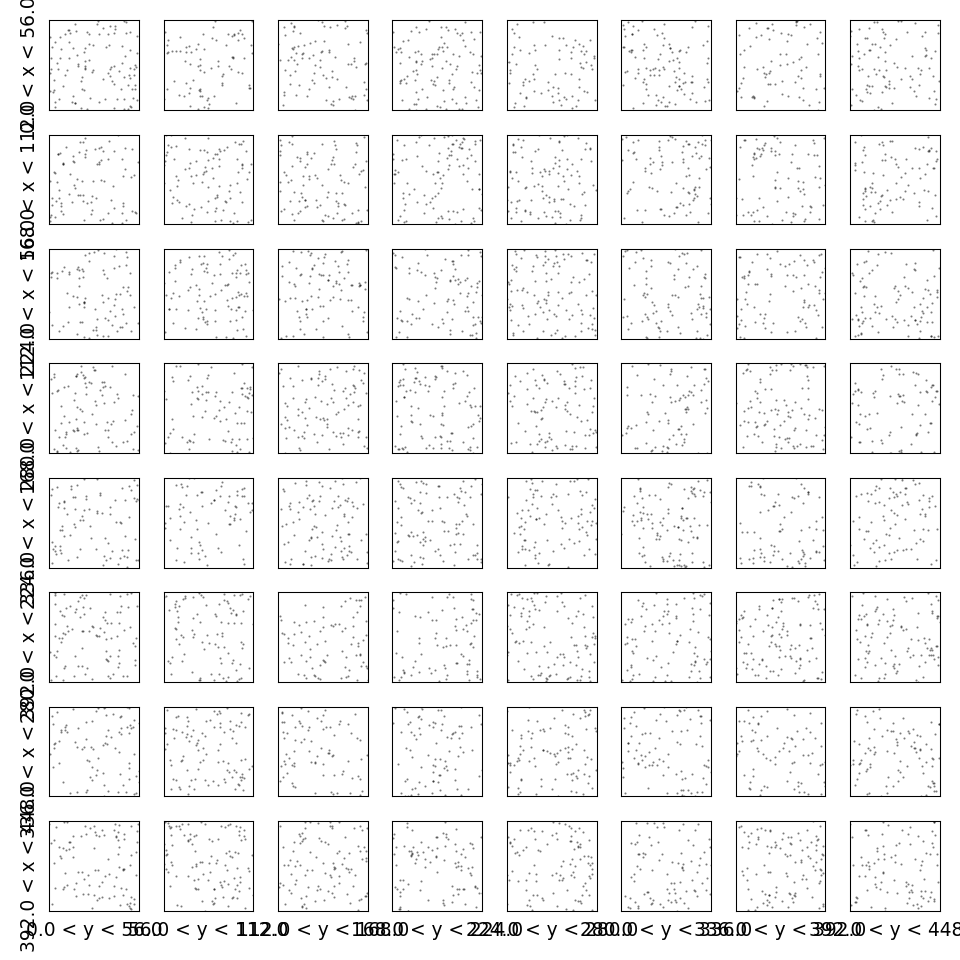 0.0 < x < 56.0
56.0 < x < 112.0
112.0 < x < 168.0
168.0 < x < 224.0
224.0 < x < 280.0
280.0 < x < 336.0
336.0 < x < 392.0
392.0 < x < 448.0
0.0 < y < 56.0
56.0 < y < 112.0
112.0 < y < 168.0
168.0 < y < 224.0
224.0 < y < 280.0
280.0 < y < 336.0
336.0 < y < 392.0
392.0 < y < 448